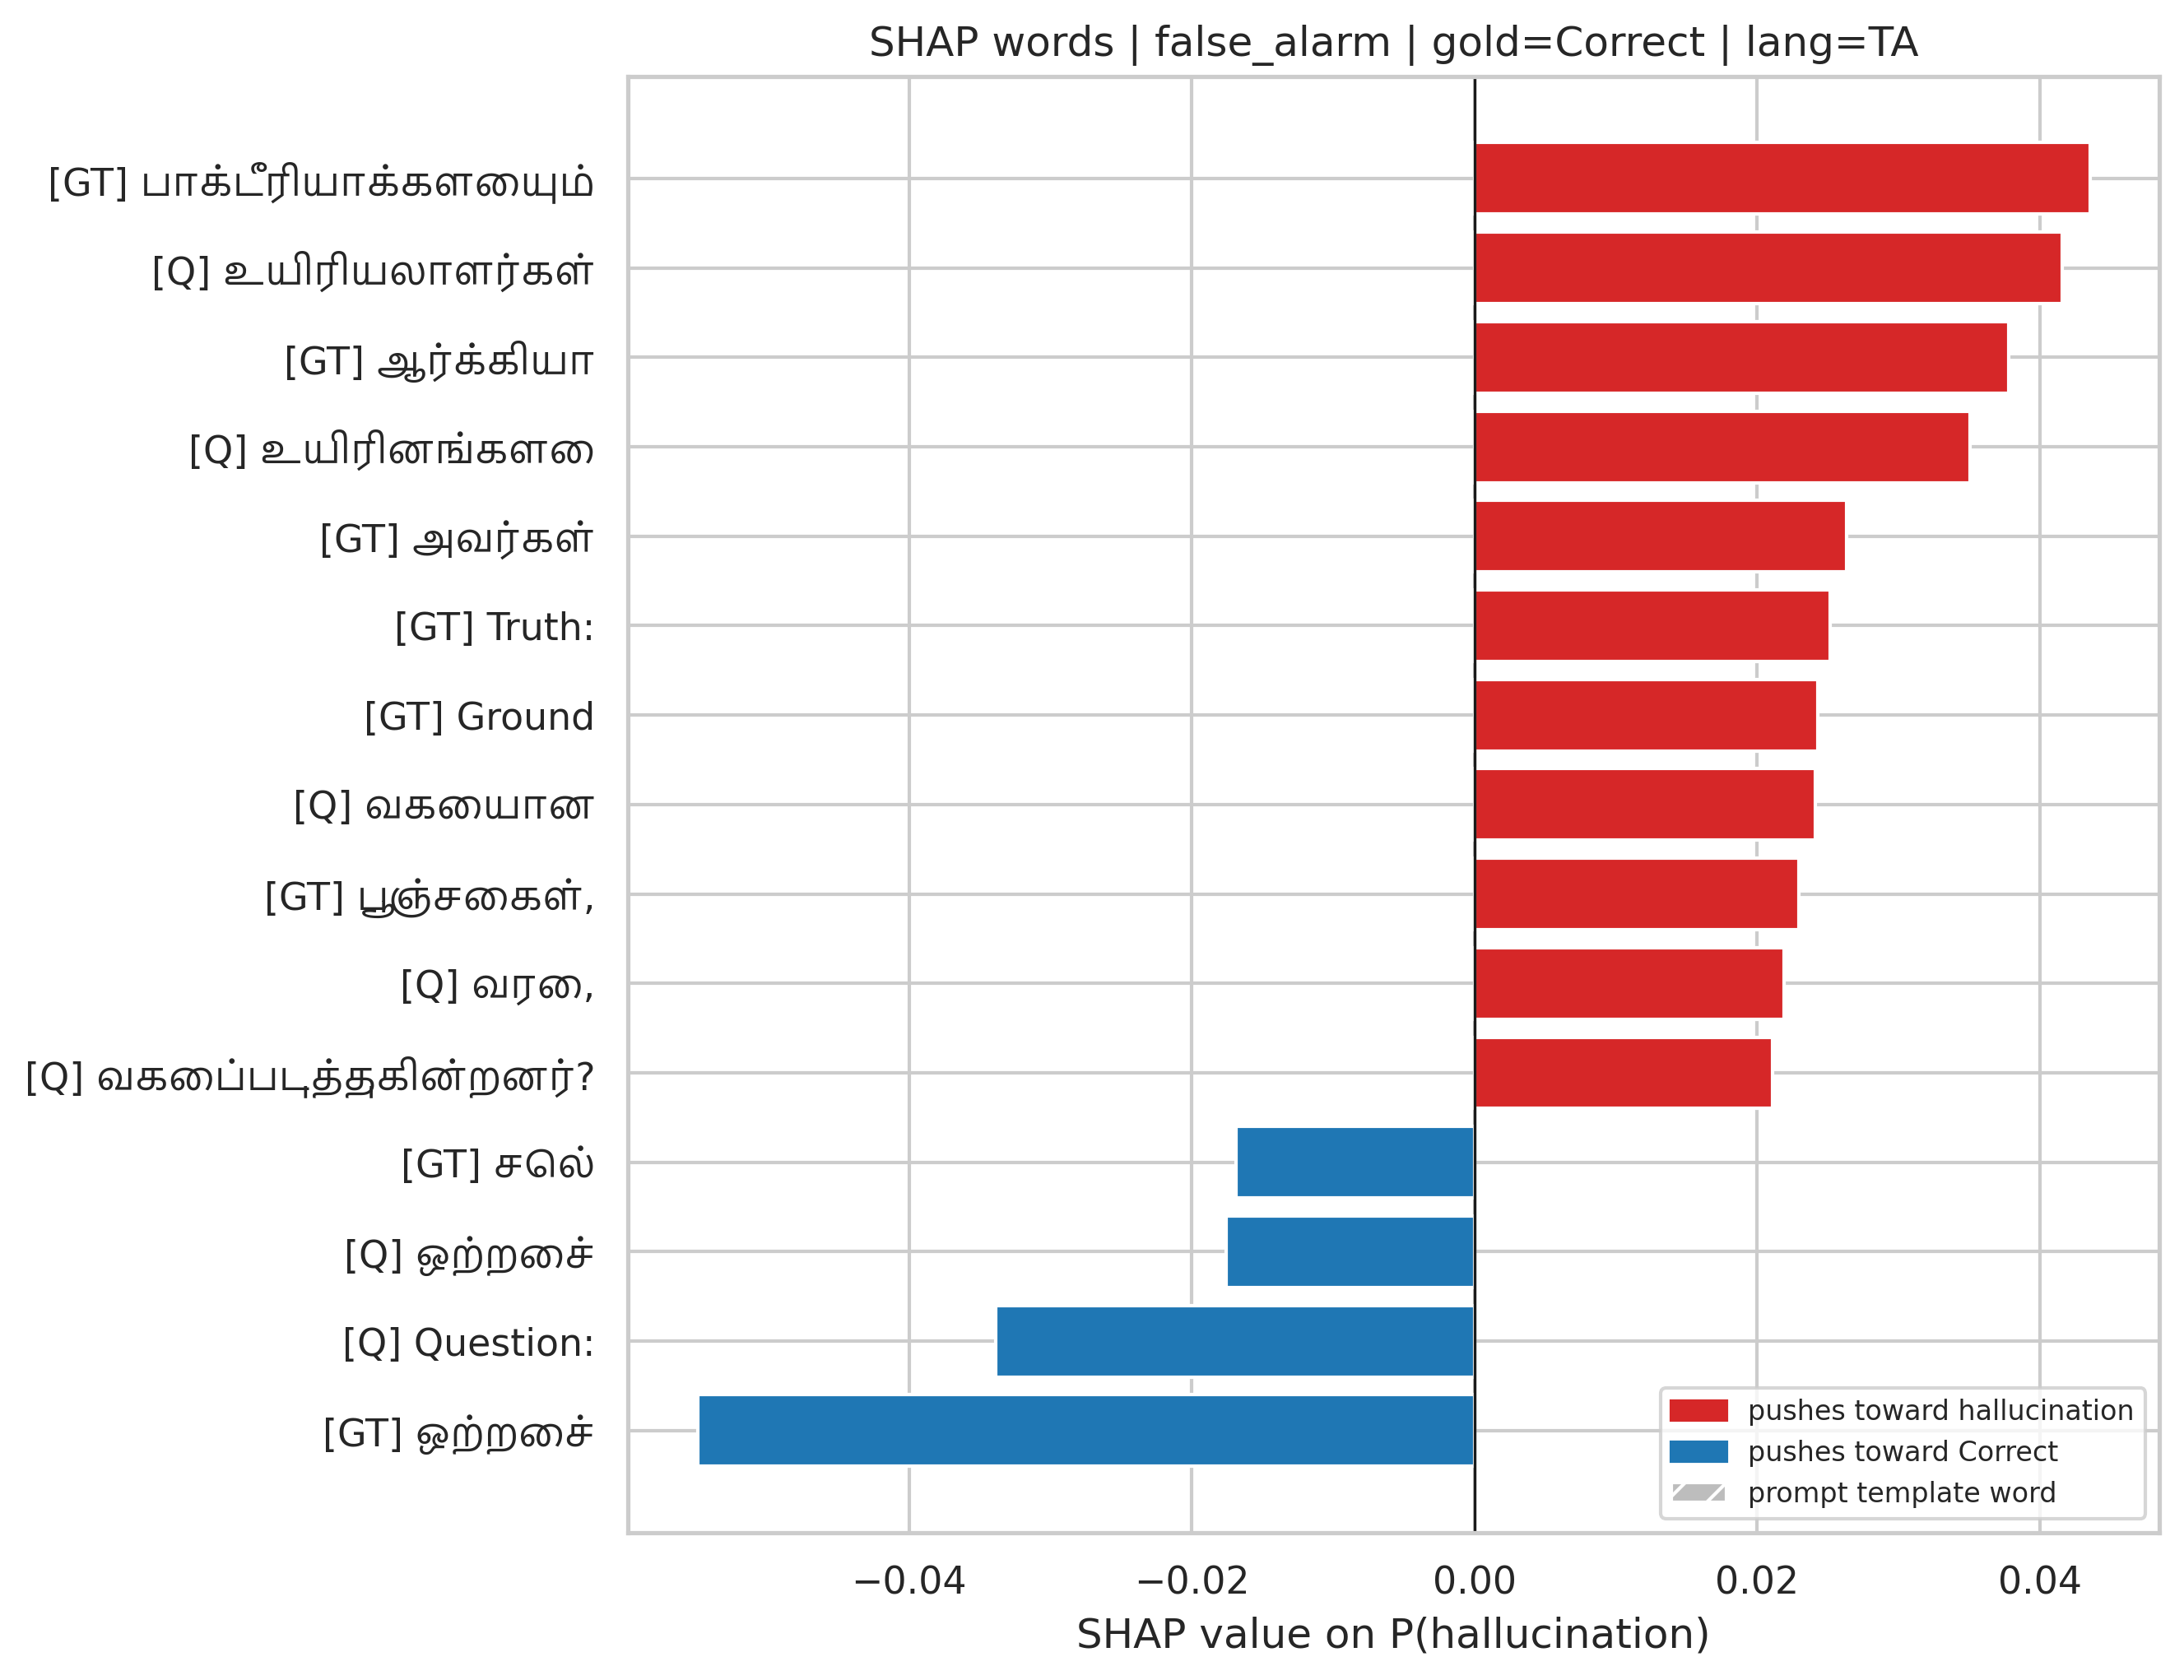 SHAP words | false_alarm | gold=Correct | lang=TA
[GT] பாக்டீரியாக்களையும்
[Q] உயிரியலாளர்கள்
[GT] ஆர்க்கியா
[Q] உயிரினங்களை
[GT] அவர்கள்
[GT] Truth:
[GT] Ground
[Q] வகையான
[GT] பூஞ்சைகள்,
[Q] வரை,
[Q] வகைப்படுத்துகின்றனர்?
[GT] செல்
[Q] ஒற்றைச்
[Q] Question:
[GT] ஒற்றைச்
pushes toward hallucination
pushes toward Correct
prompt template word
−0.04 −0.02 0.00 0.02 0.04
SHAP value on P(hallucination)